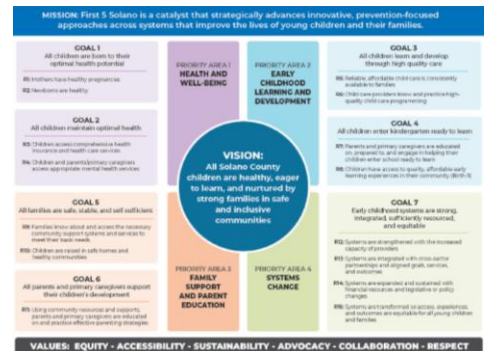 MISSION: First 5 Solano is a catalyst that strategically advances innovative, prevention-focused
approaches across systems that improve the lives of young children and their families.
GOAL 1
All children are born to their
optimal health potential
R1: Mothers have healthy pregnancies
R2: Newborns are healthy
GOAL 2
All children maintain optimal health
R3: Children access comprehensive health
insurance and health care services
R4: Children and parents/primary caregivers
access appropriate mental health services
PRIORITY AREA 1
HEALTH AND
WELL-BEING
PRIORITY AREA 2
EARLY
CHILDHOOD
LEARNING AND
DEVELOPMENT
GOAL 3
All children learn and develop
through high quality care
R5: Reliable, affordable child care is consistently
available to families
R6: Child care providers know and practice high-
quality child care programming
GOAL 4
All children enter kindergarten ready to learn
R7: Parents and primary caregivers are educated
on, prepared to, and engage in helping their
children enter school ready to learn
R8: Children have access to quality, affordable early
learning experiences in their community (Birth-5)
VISION:
All Solano County
children are healthy, eager
to learn, and nurtured by
strong families in safe
and inclusive
communities
GOAL 5
All families are safe, stable, and self sufficient
R9: Families know about and access the necessary
community support systems and services to
meet their basic needs
R10: Children are raised in safe homes and
healthy communities
GOAL 6
All parents and primary caregivers support
their children's development
R11: Using community resources and supports,
parents and primary caregivers are educated
on and practice effective parenting strategies
PRIORITY AREA 3
FAMILY
SUPPORT
AND PARENT
EDUCATION
PRIORITY AREA 4
SYSTEMS
CHANGE
GOAL 7
Early childhood systems are strong,
integrated, sufficiently resourced,
and equitable
R12: Systems are strengthened with the increased
capacity of providers
R13: Systems are integrated with cross-sector
partnerships and aligned goals, services,
and outcomes
R14: Systems are expanded and sustained with
financial resources and legislative or policy
changes
R15: Systems are transformed so access, experiences,
and outcomes are equitable for all young children
and families
VALUES: EQUITY - ACCESSIBILITY - SUSTAINABILITY - ADVOCACY - COLLABORATION - RESPECT